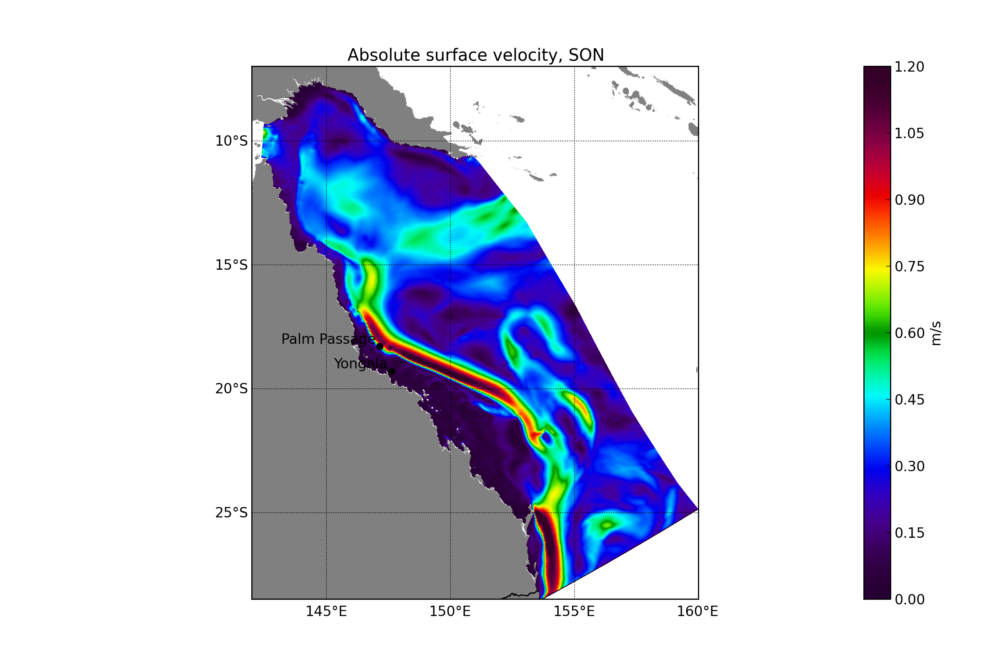 Absolute surface velocity, SON
10°S
15°S
20°S
25°S
145°E
150°E
155°E
160°E
Palm Passage
Yongala
1.20
1.05
0.90
0.75
0.60
0.45
0.30
0.15
0.00
m/s